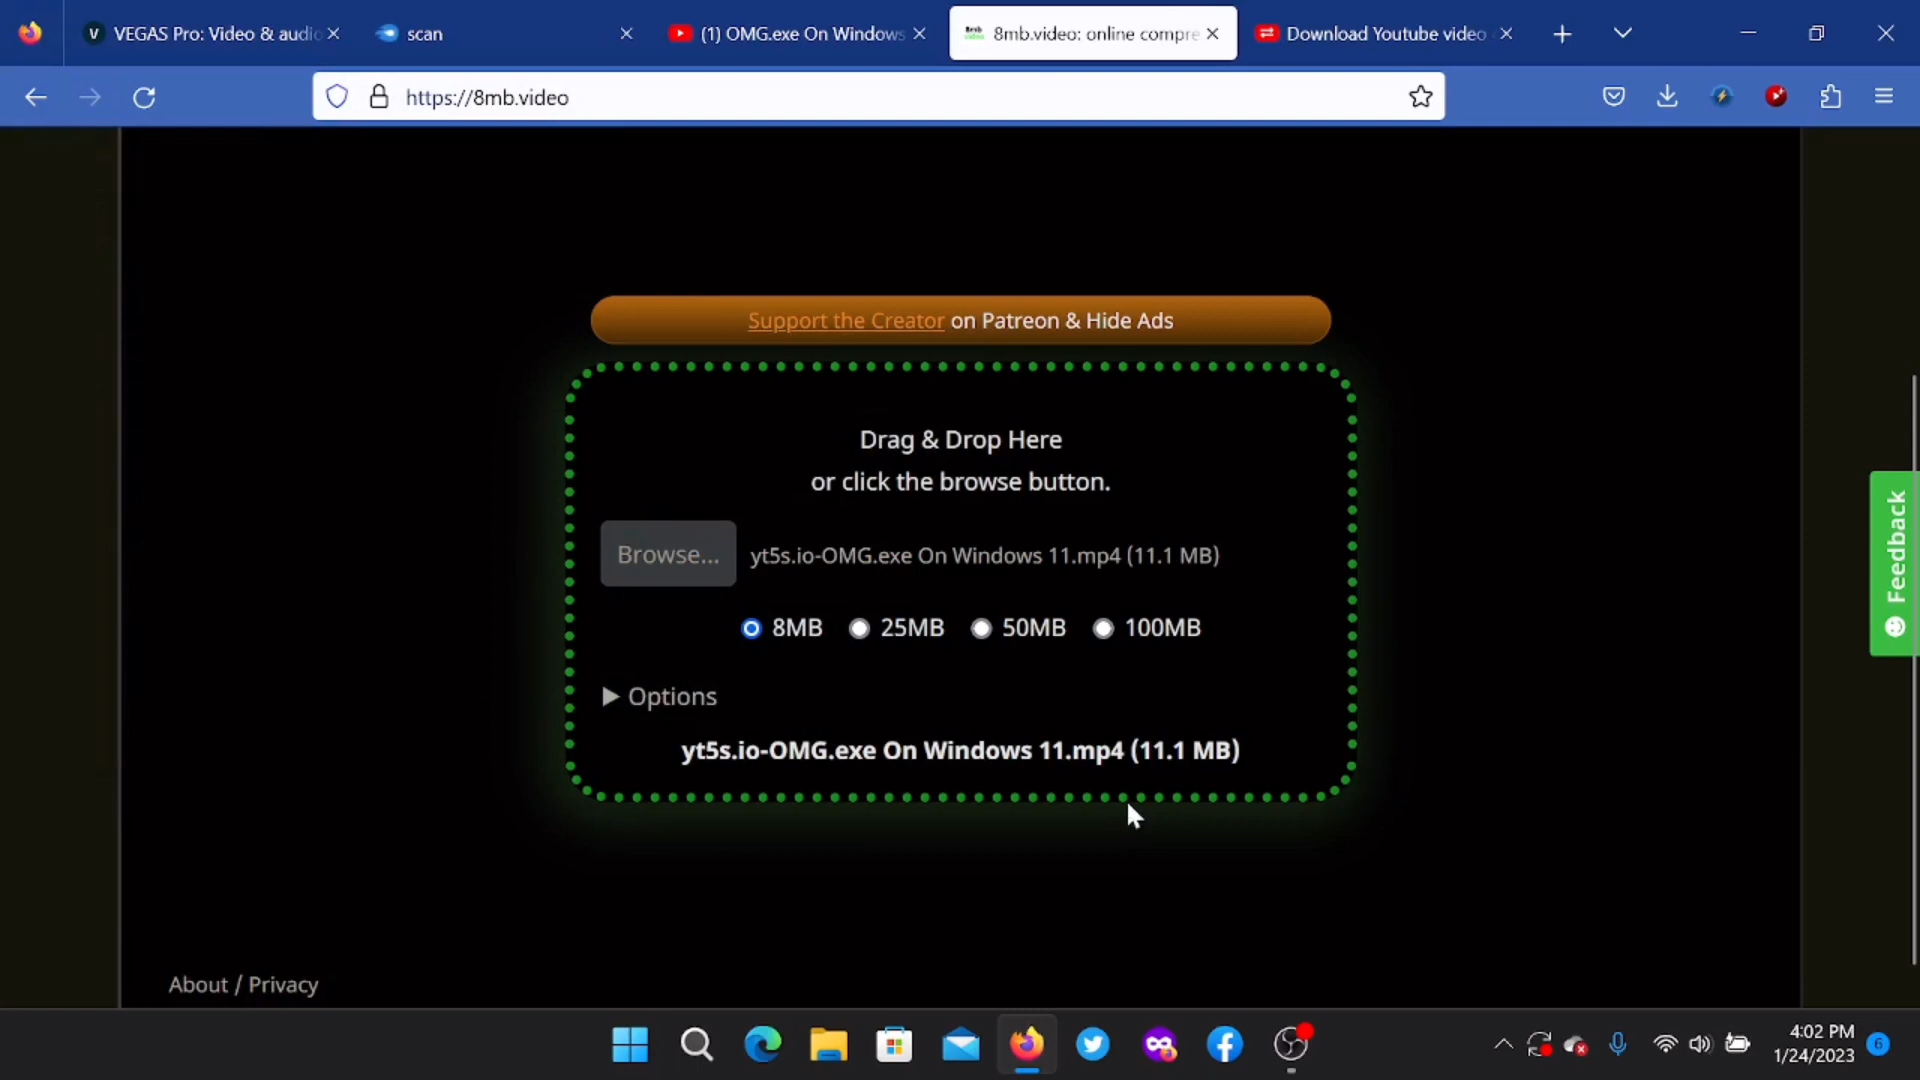 VEGAS Pro: Video & audio
scan
(1) OMG.exe On Windows
8mb.video: online compre
Download Youtube video
https://8mb.video
Support the Creator on Patreon & Hide Ads
Drag & Drop Here
or click the browse button.
Browse... yt5s.io-OMG.exe On Windows 11.mp4 (11.1 MB)
8MB 25MB 50MB 100MB
Options
yt5s.io-OMG.exe On Windows 11.mp4 (11.1 MB)
Feedback
About / Privacy
4:02 PM
1/24/2023
6